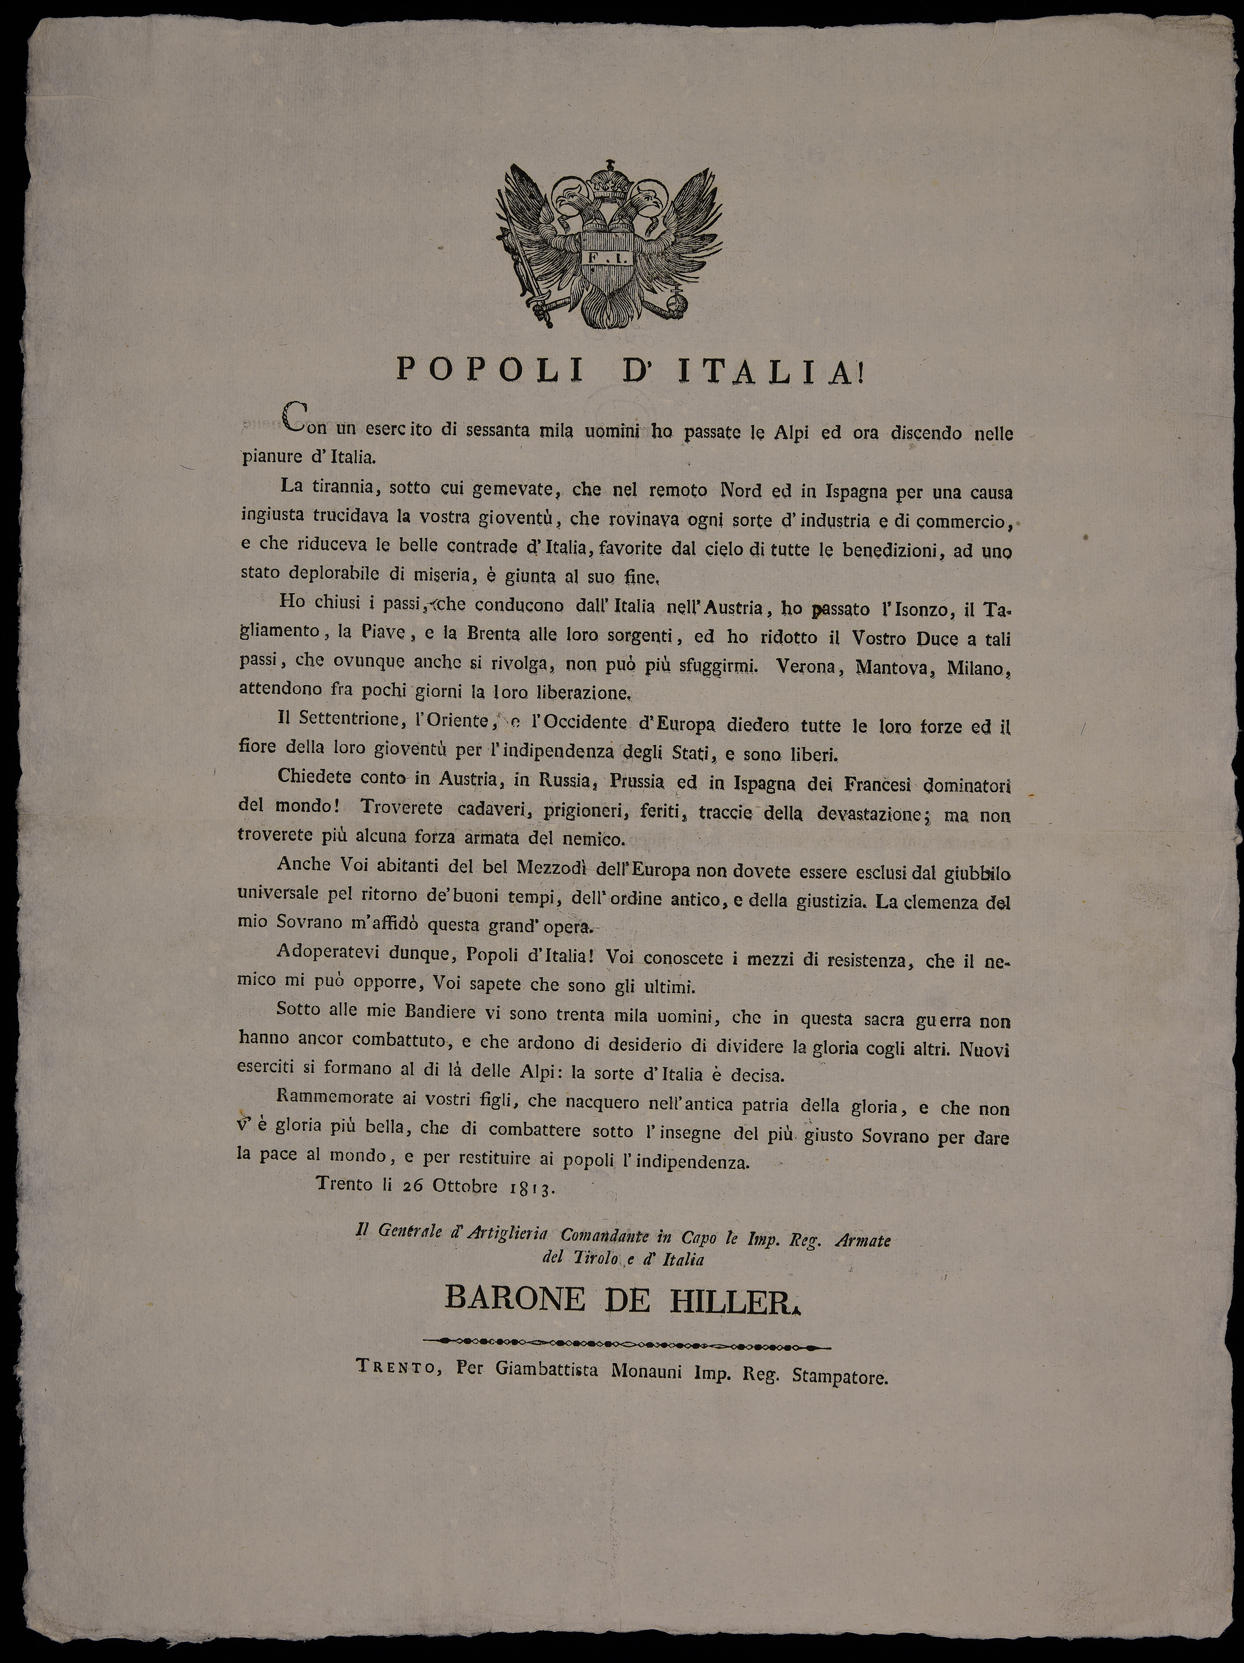 F. I.
POPOLI D' ITALIA!
Con un esercito di sessanta mila uomini ho passate le Alpi ed ora discendo nelle
pianure d' Italia.
La tirannia, sotto cui gemevate, che nel remoto Nord ed in Ispagna per una causa
ingiusta trucidava la vostra gioventù, che rovinava ogni sorte d' industria e di commercio,
e che riduceva le belle contrade d' Italia, favorite dal cielo di tutte le benedizioni, ad uno
stato deplorabile di miseria, è giunta al suo fine.
Ho chiusi i passi, che conducono dall' Italia nell' Austria, ho passato l' Isonzo, il Ta-
gliamento, la Piave, e la Brenta alle loro sorgenti, ed ho ridotto il Vostro Duce a tali
passi, che ovunque anche si rivolga, non può più sfuggirmi. Verona, Mantova, Milano,
attendono fra pochi giorni la loro liberazione.
Il Settentrione, l'Oriente, e l'Occidente d'Europa diedero tutte le loro forze ed il
fiore della loro gioventù per l'indipendenza degli Stati, e sono liberi.
Chiedete conto in Austria, in Russia, Prussia ed in Ispagna dei Francesi dominatori
del mondo! Troverete cadaveri, prigioneri, feriti, traccie della devastazione; ma non
troverete più alcuna forza armata del nemico.
Anche Voi abitanti del bel Mezzodì dell' Europa non dovete essere esclusi dal giubbilo
universale pel ritorno de' buoni tempi, dell' ordine antico, e della giustizia. La clemenza del
mio Sovrano m'affidò questa grand' opera.
Adoperatevi dunque, Popoli d'Italia! Voi conoscete i mezzi di resistenza, che il ne-
mico mi può opporre, Voi sapete che sono gli ultimi.
Sotto alle mie Bandiere vi sono trenta mila uomini, che in questa sacra guerra non
hanno ancor combattuto, e che ardono di desiderio di dividere la gloria cogli altri. Nuovi
eserciti si formano al di là delle Alpi: la sorte d' Italia è decisa.
Rammemorate ai vostri figli, che nacquero nell'antica patria della gloria, e che non
v' è gloria più bella, che di combattere sotto l' insegne del più giusto Sovrano per dare
la pace al mondo, e per restituire ai popoli l' indipendenza.
Trento li 26 Ottobre 1813.
Il Generale d' Artiglieria Comandante in Capo le Imp. Reg. Armate
del Tirolo e d' Italia
BARONE DE HILLER.
TRENTO, Per Giambattista Monauni Imp. Reg. Stampatore.